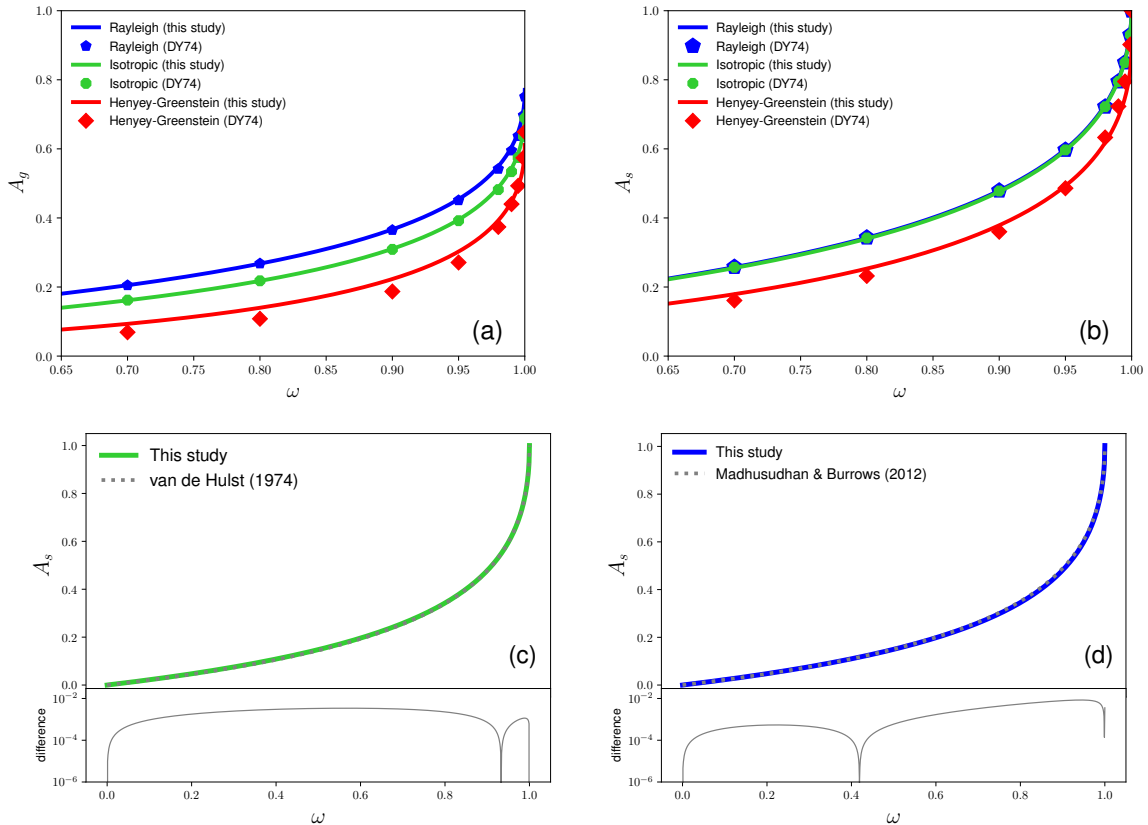 Rayleigh (this study)
Rayleigh (DY74)
Isotropic (this study)
Isotropic (DY74)
Henyey-Greenstein (this study)
Henyey-Greenstein (DY74)
1.0
0.8
0.6
0.4
0.2
0.0
A_g
(a)
0.65 0.70 0.75 0.80 0.85 0.90 0.95 1.00
ω
Rayleigh (this study)
Rayleigh (DY74)
Isotropic (this study)
Isotropic (DY74)
Henyey-Greenstein (this study)
Henyey-Greenstein (DY74)
1.0
0.8
0.6
0.4
0.2
0.0
A_s
(b)
0.65 0.70 0.75 0.80 0.85 0.90 0.95 1.00
ω
This study
van de Hulst (1974)
1.0
0.8
0.6
0.4
0.2
0.0
A_s
(c)
10⁻²
10⁻⁴
10⁻⁶
difference
0.0 0.2 0.4 0.6 0.8 1.0
ω
This study
Madhusudhan & Burrows (2012)
1.0
0.8
0.6
0.4
0.2
0.0
A_s
(d)
10⁻²
10⁻⁴
10⁻⁶
difference
0.0 0.2 0.4 0.6 0.8 1.0
ω